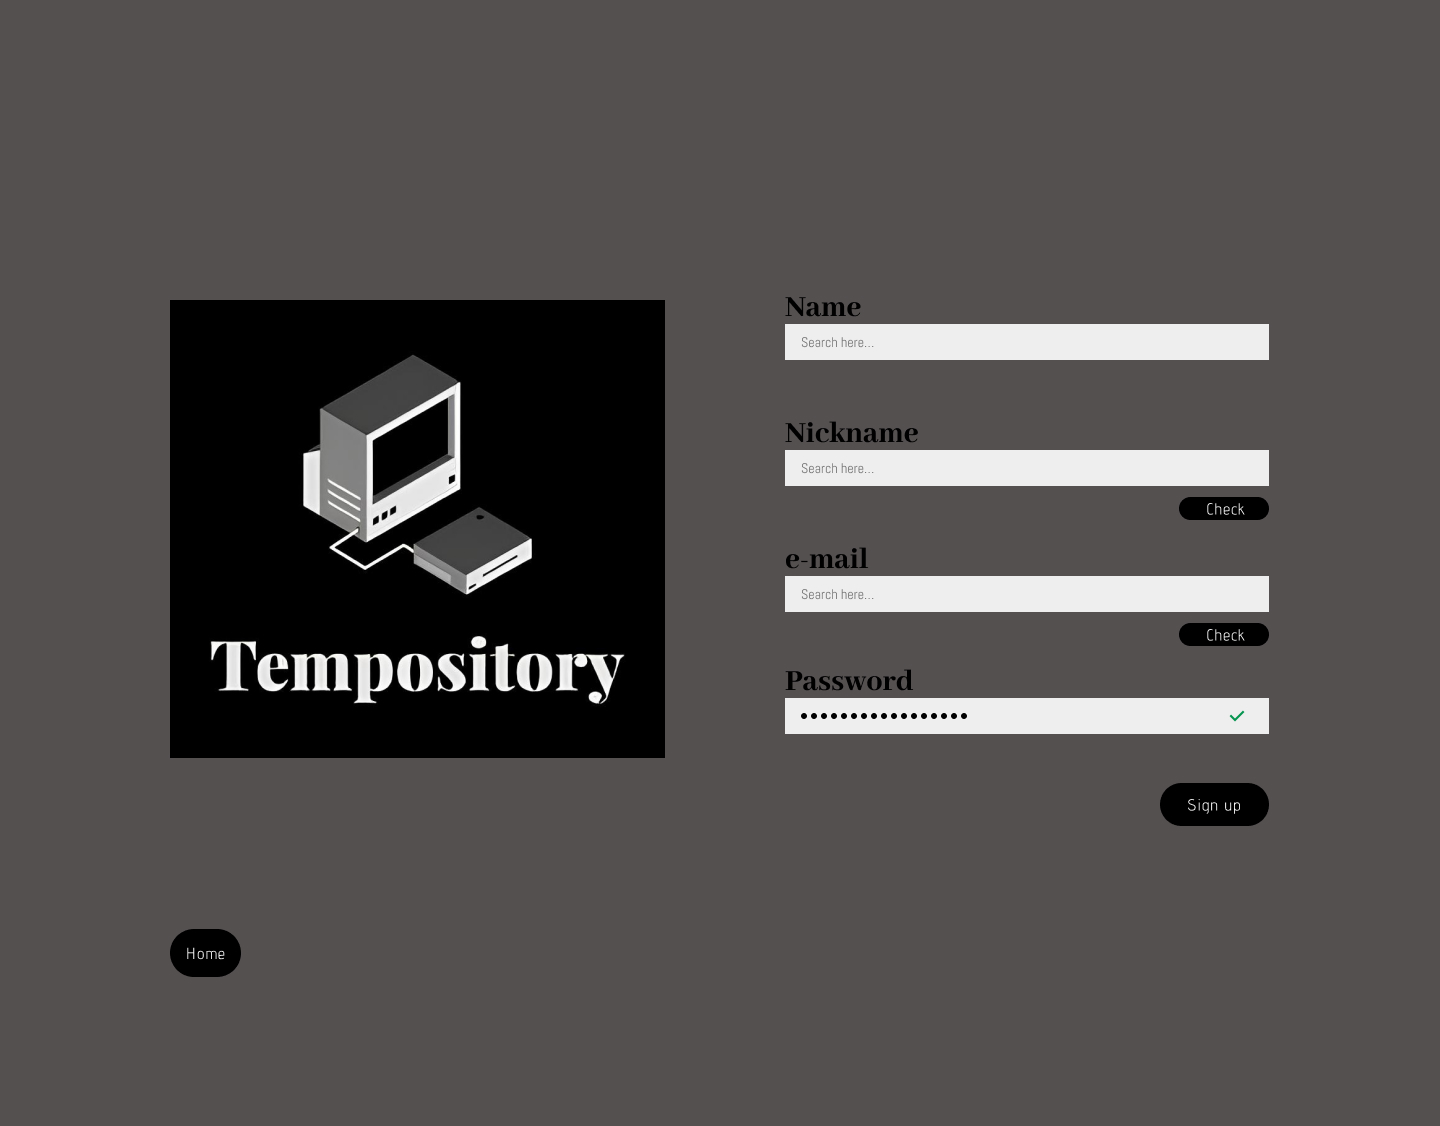 Tempository
Name
Search here...
Nickname
Search here...
Check
e-mail
Search here...
Check
Password
•••••••••••••••••
Sign up
Home